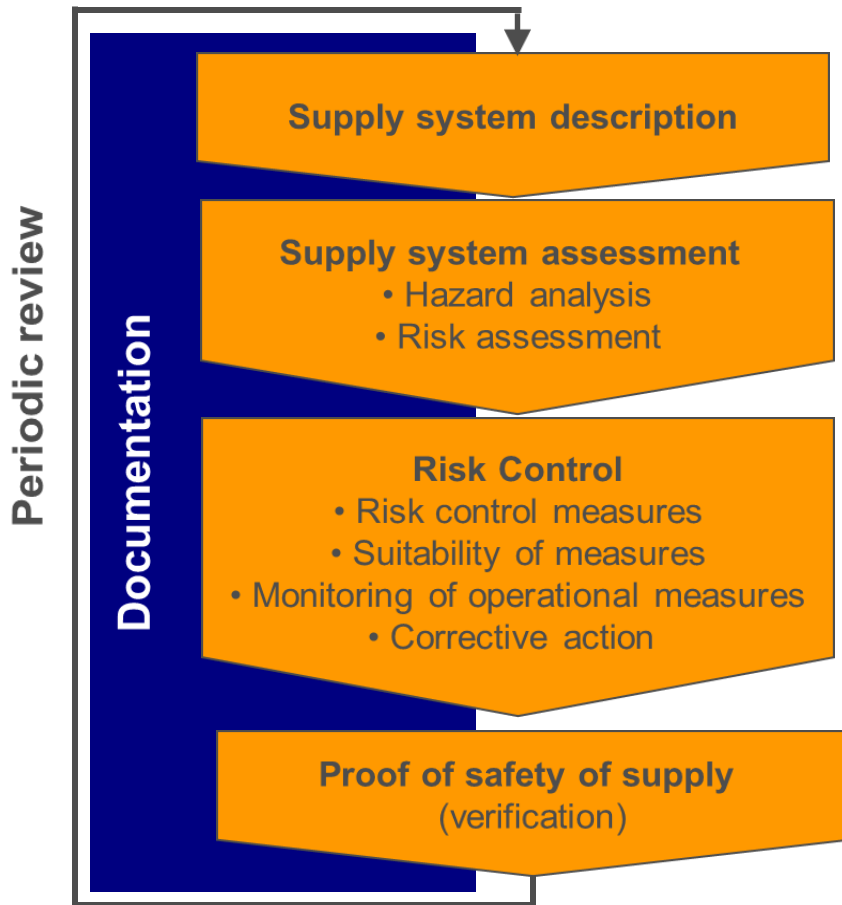 Periodic review
Documentation
Supply system description
Supply system assessment
• Hazard analysis
• Risk assessment
Risk Control
• Risk control measures
• Suitability of measures
• Monitoring of operational measures
• Corrective action
Proof of safety of supply
(verification)